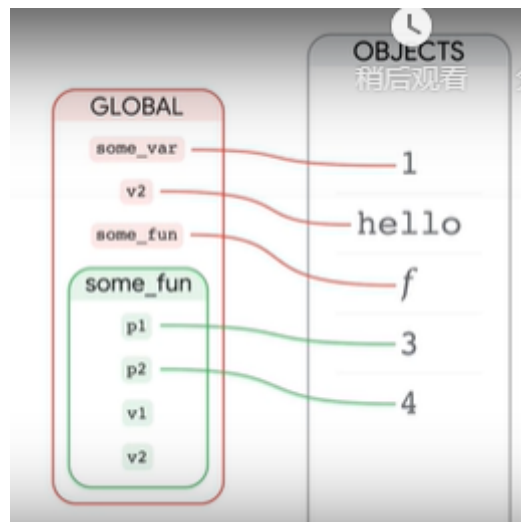 OBJECTS
稍后观看
GLOBAL
some_var
1
v2
hello
some_fun
f
some_fun
p1
3
p2
4
v1
v2